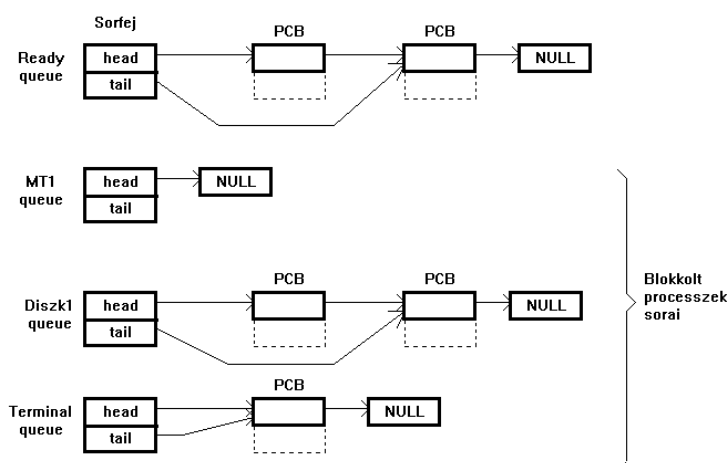 Sorfej
PCB
PCB
Ready
queue
head
tail
NULL
MT1
queue
head
tail
NULL
Blokkolt
processzek
sorai
PCB
PCB
Diszk1
queue
head
tail
NULL
PCB
Terminal
queue
head
tail
NULL